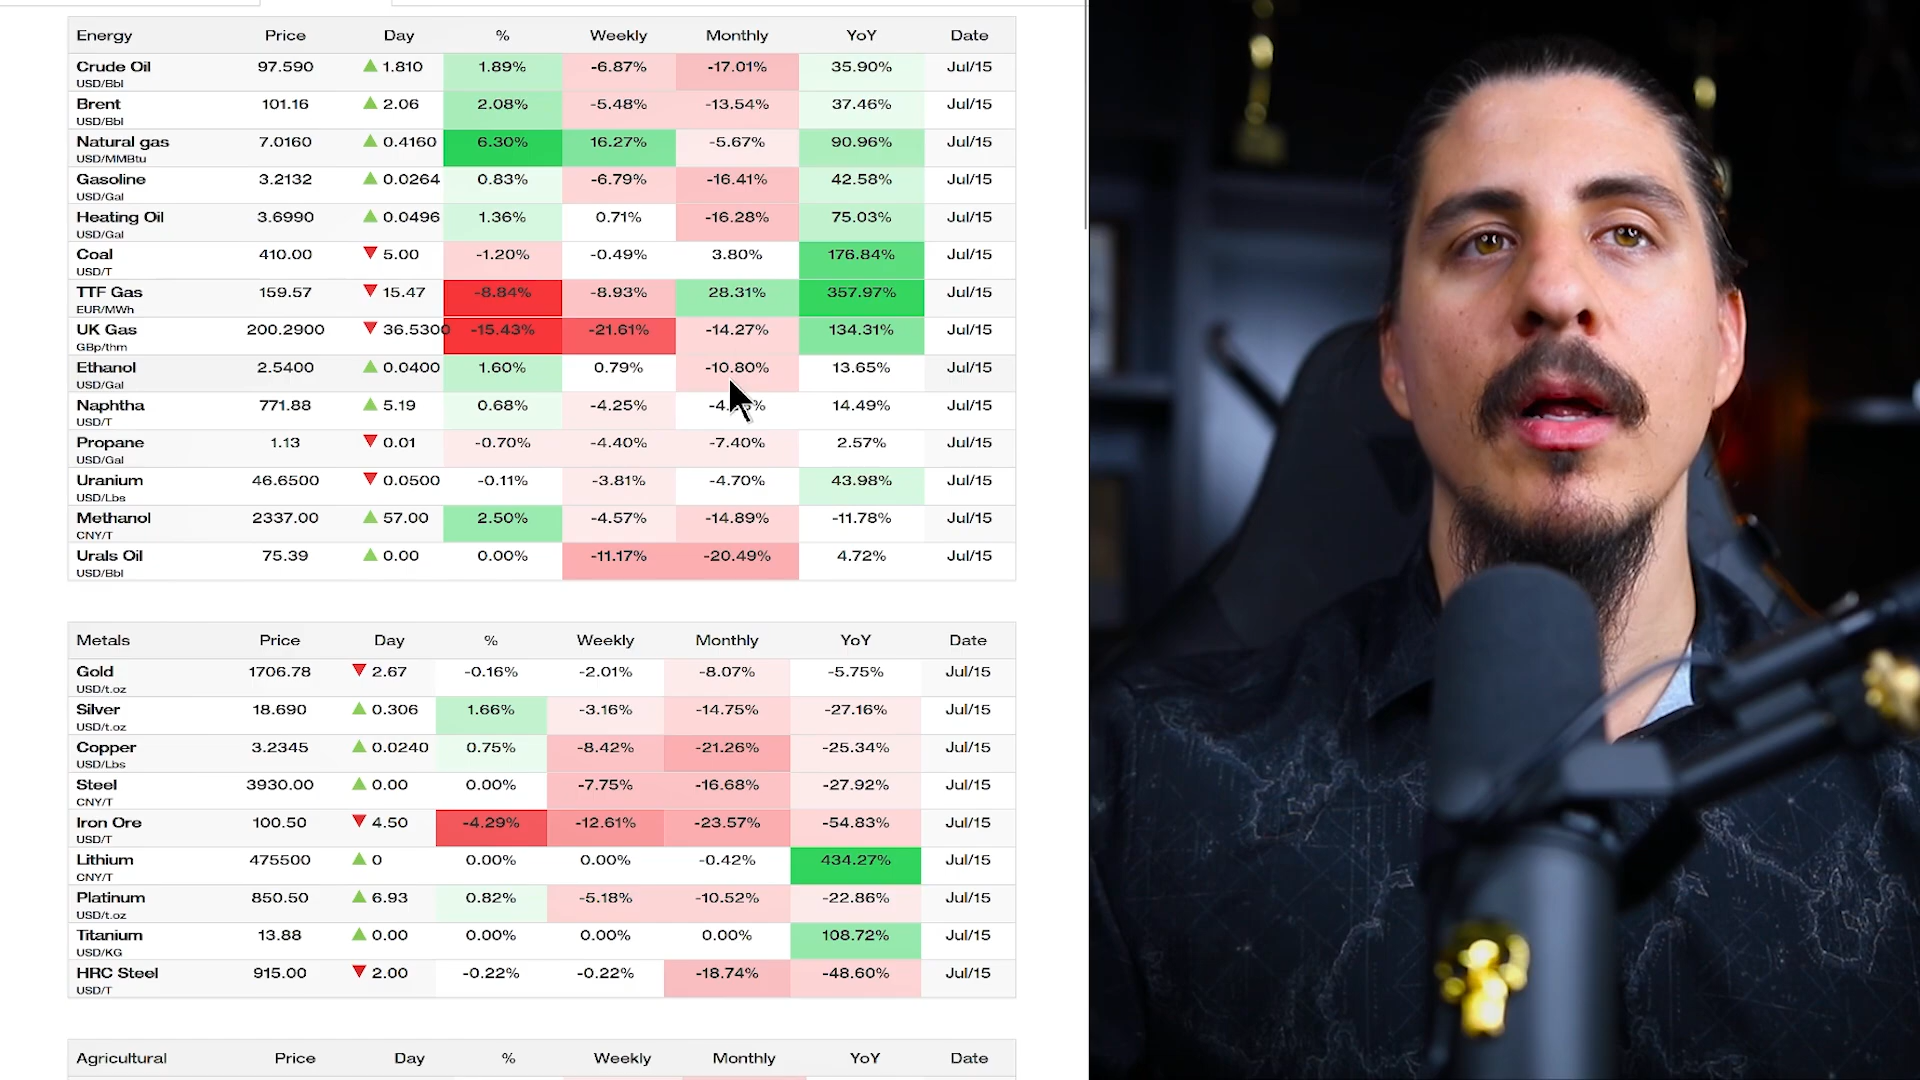 Energy Price Day % Weekly Monthly YoY Date
Crude Oil 97.590 ▲ 1.810 1.89% -6.87% -17.01% 35.90% Jul/15
USD/Bbl
Brent 101.16 ▲ 2.06 2.08% -5.48% -13.54% 37.46% Jul/15
USD/Bbl
Natural gas 7.0160 ▲ 0.4160 6.30% 16.27% -5.67% 90.96% Jul/15
USD/MMBtu
Gasoline 3.2132 ▲ 0.0264 0.83% -6.79% -16.41% 42.58% Jul/15
USD/Gal
Heating Oil 3.6990 ▲ 0.0496 1.36% 0.71% -16.28% 75.03% Jul/15
USD/Gal
Coal 410.00 ▼ 5.00 -1.20% -0.49% 3.80% 176.84% Jul/15
USD/T
TTF Gas 159.57 ▼ 15.47 -8.84% -8.93% 28.31% 357.97% Jul/15
EUR/MWh
UK Gas 200.2900 ▼ 36.5300 -15.43% -21.61% -14.27% 134.31% Jul/15
GBp/thm
Ethanol 2.5400 ▲ 0.0400 1.60% 0.79% -10.80% 13.65% Jul/15
USD/Gal
Naphtha 771.88 ▲ 5.19 0.68% -4.25% 14.49% Jul/15
USD/T
Propane 1.13 ▼ 0.01 -0.70% -4.40% -7.40% 2.57% Jul/15
USD/Gal
Uranium 46.6500 ▼ 0.0500 -0.11% -3.81% -4.70% 43.98% Jul/15
USD/Lbs
Methanol 2337.00 ▲ 57.00 2.50% -4.57% -14.89% -11.78% Jul/15
CNY/T
Urals Oil 75.39 ▲ 0.00 0.00% -11.17% -20.49% 4.72% Jul/15
USD/Bbl
Metals Price Day % Weekly Monthly YoY Date
Gold 1706.78 ▼ 2.67 -0.16% -2.01% -8.07% -5.75% Jul/15
USD/t.oz
Silver 18.690 ▲ 0.306 1.66% -3.16% -14.75% -27.16% Jul/15
USD/t.oz
Copper 3.2345 ▲ 0.0240 0.75% -8.42% -21.26% -25.34% Jul/15
USD/Lbs
Steel 3930.00 ▲ 0.00 0.00% -7.75% -16.68% -27.92% Jul/15
CNY/T
Iron Ore 100.50 ▼ 4.50 -4.29% -12.61% -23.57% -54.83% Jul/15
USD/T
Lithium 475500 ▲ 0 0.00% 0.00% -0.42% 434.27% Jul/15
CNY/T
Platinum 850.50 ▲ 6.93 0.82% -5.18% -10.52% -22.86% Jul/15
USD/t.oz
Titanium 13.88 ▲ 0.00 0.00% 0.00% 0.00% 108.72% Jul/15
USD/KG
HRC Steel 915.00 ▼ 2.00 -0.22% -0.22% -18.74% -48.60% Jul/15
USD/T
Agricultural Price Day % Weekly Monthly YoY Date